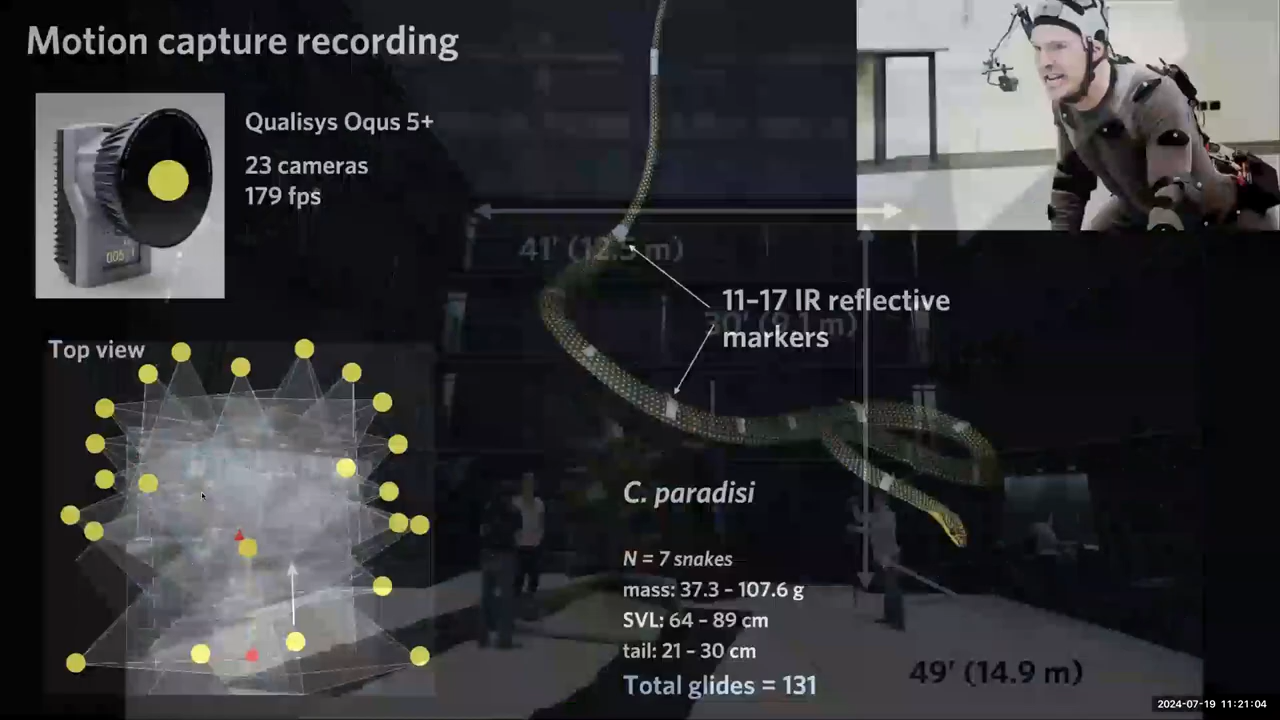 Motion capture recording
Qualisys Oqus 5+
23 cameras
179 fps
41' (12.5 m)
11–17 IR reflective
markers
30' (9.1 m)
Top view
C. paradisi
N = 7 snakes
mass: 37.3 – 107.6 g
SVL: 64 – 89 cm
tail: 21 – 30 cm
Total glides = 131
49' (14.9 m)
2024-07-19 11:21:04